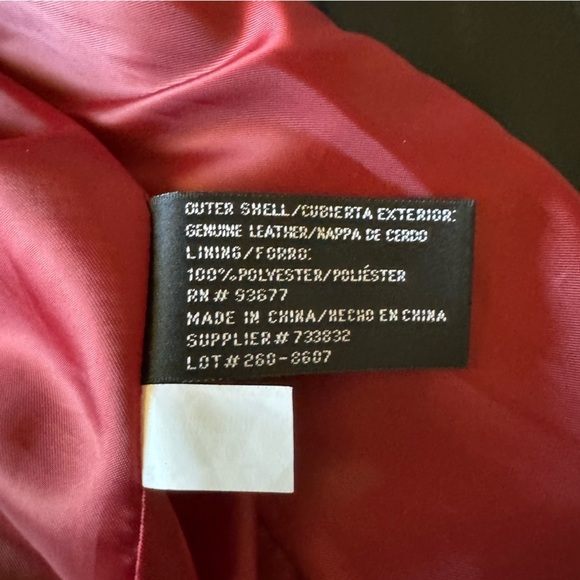 OUTER SHELL/CUBIERTA EXTERIOR:
GENUINE LEATHER/NAPPA DE CERDO
LINING/FORRO:
100%POLYESTER/POLIÉSTER
RN# 93677
MADE IN CHINA/HECHO EN CHINA
SUPPLIER# 733832
LOT# 260-8607